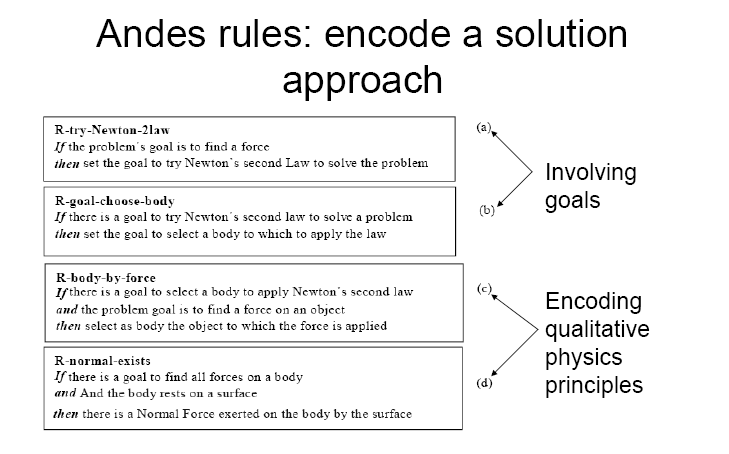 Andes rules: encode a solution
approach
R-try-Newton-2law
If the problem's goal is to find a force
then set the goal to try Newton's second Law to solve the problem
(a)
R-goal-choose-body
If there is a goal to try Newton's second law to solve a problem
then set the goal to select a body to which to apply the law
(b)
Involving
goals
R-body-by-force
If there is a goal to select a body to apply Newton's second law
and the problem goal is to find a force on an object
then select as body the object to which the force is applied
(c)
R-normal-exists
If there is a goal to find all forces on a body
and And the body rests on a surface
then there is a Normal Force exerted on the body by the surface
(d)
Encoding
qualitative
physics
principles